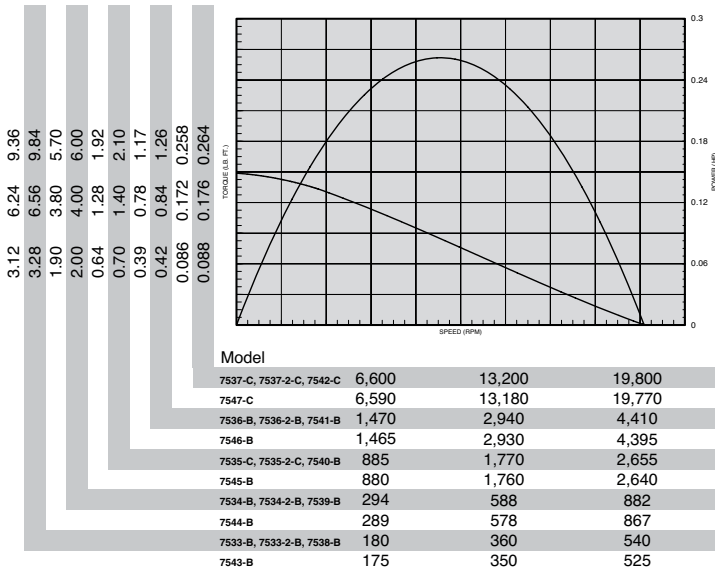 9.36 9.84 5.70 6.00 1.92 2.10 1.17 1.26 0.258 0.264
6.24 6.56 3.80 4.00 1.28 1.40 0.78 0.84 0.172 0.176
3.12 3.28 1.90 2.00 0.64 0.70 0.39 0.42 0.086 0.088
TORQUE (LB. FT.)
0.3
0.24
0.18
0.12
0.06
0
POWER (HP)
SPEED (RPM)
Model
7537-C, 7537-2-C, 7542-C 6,600 13,200 19,800
7547-C 6,590 13,180 19,770
7536-B, 7536-2-B, 7541-B 1,470 2,940 4,410
7546-B 1,465 2,930 4,395
7535-C, 7535-2-C, 7540-B 885 1,770 2,655
7545-B 880 1,760 2,640
7534-B, 7534-2-B, 7539-B 294 588 882
7544-B 289 578 867
7533-B, 7533-2-B, 7538-B 180 360 540
7543-B 175 350 525